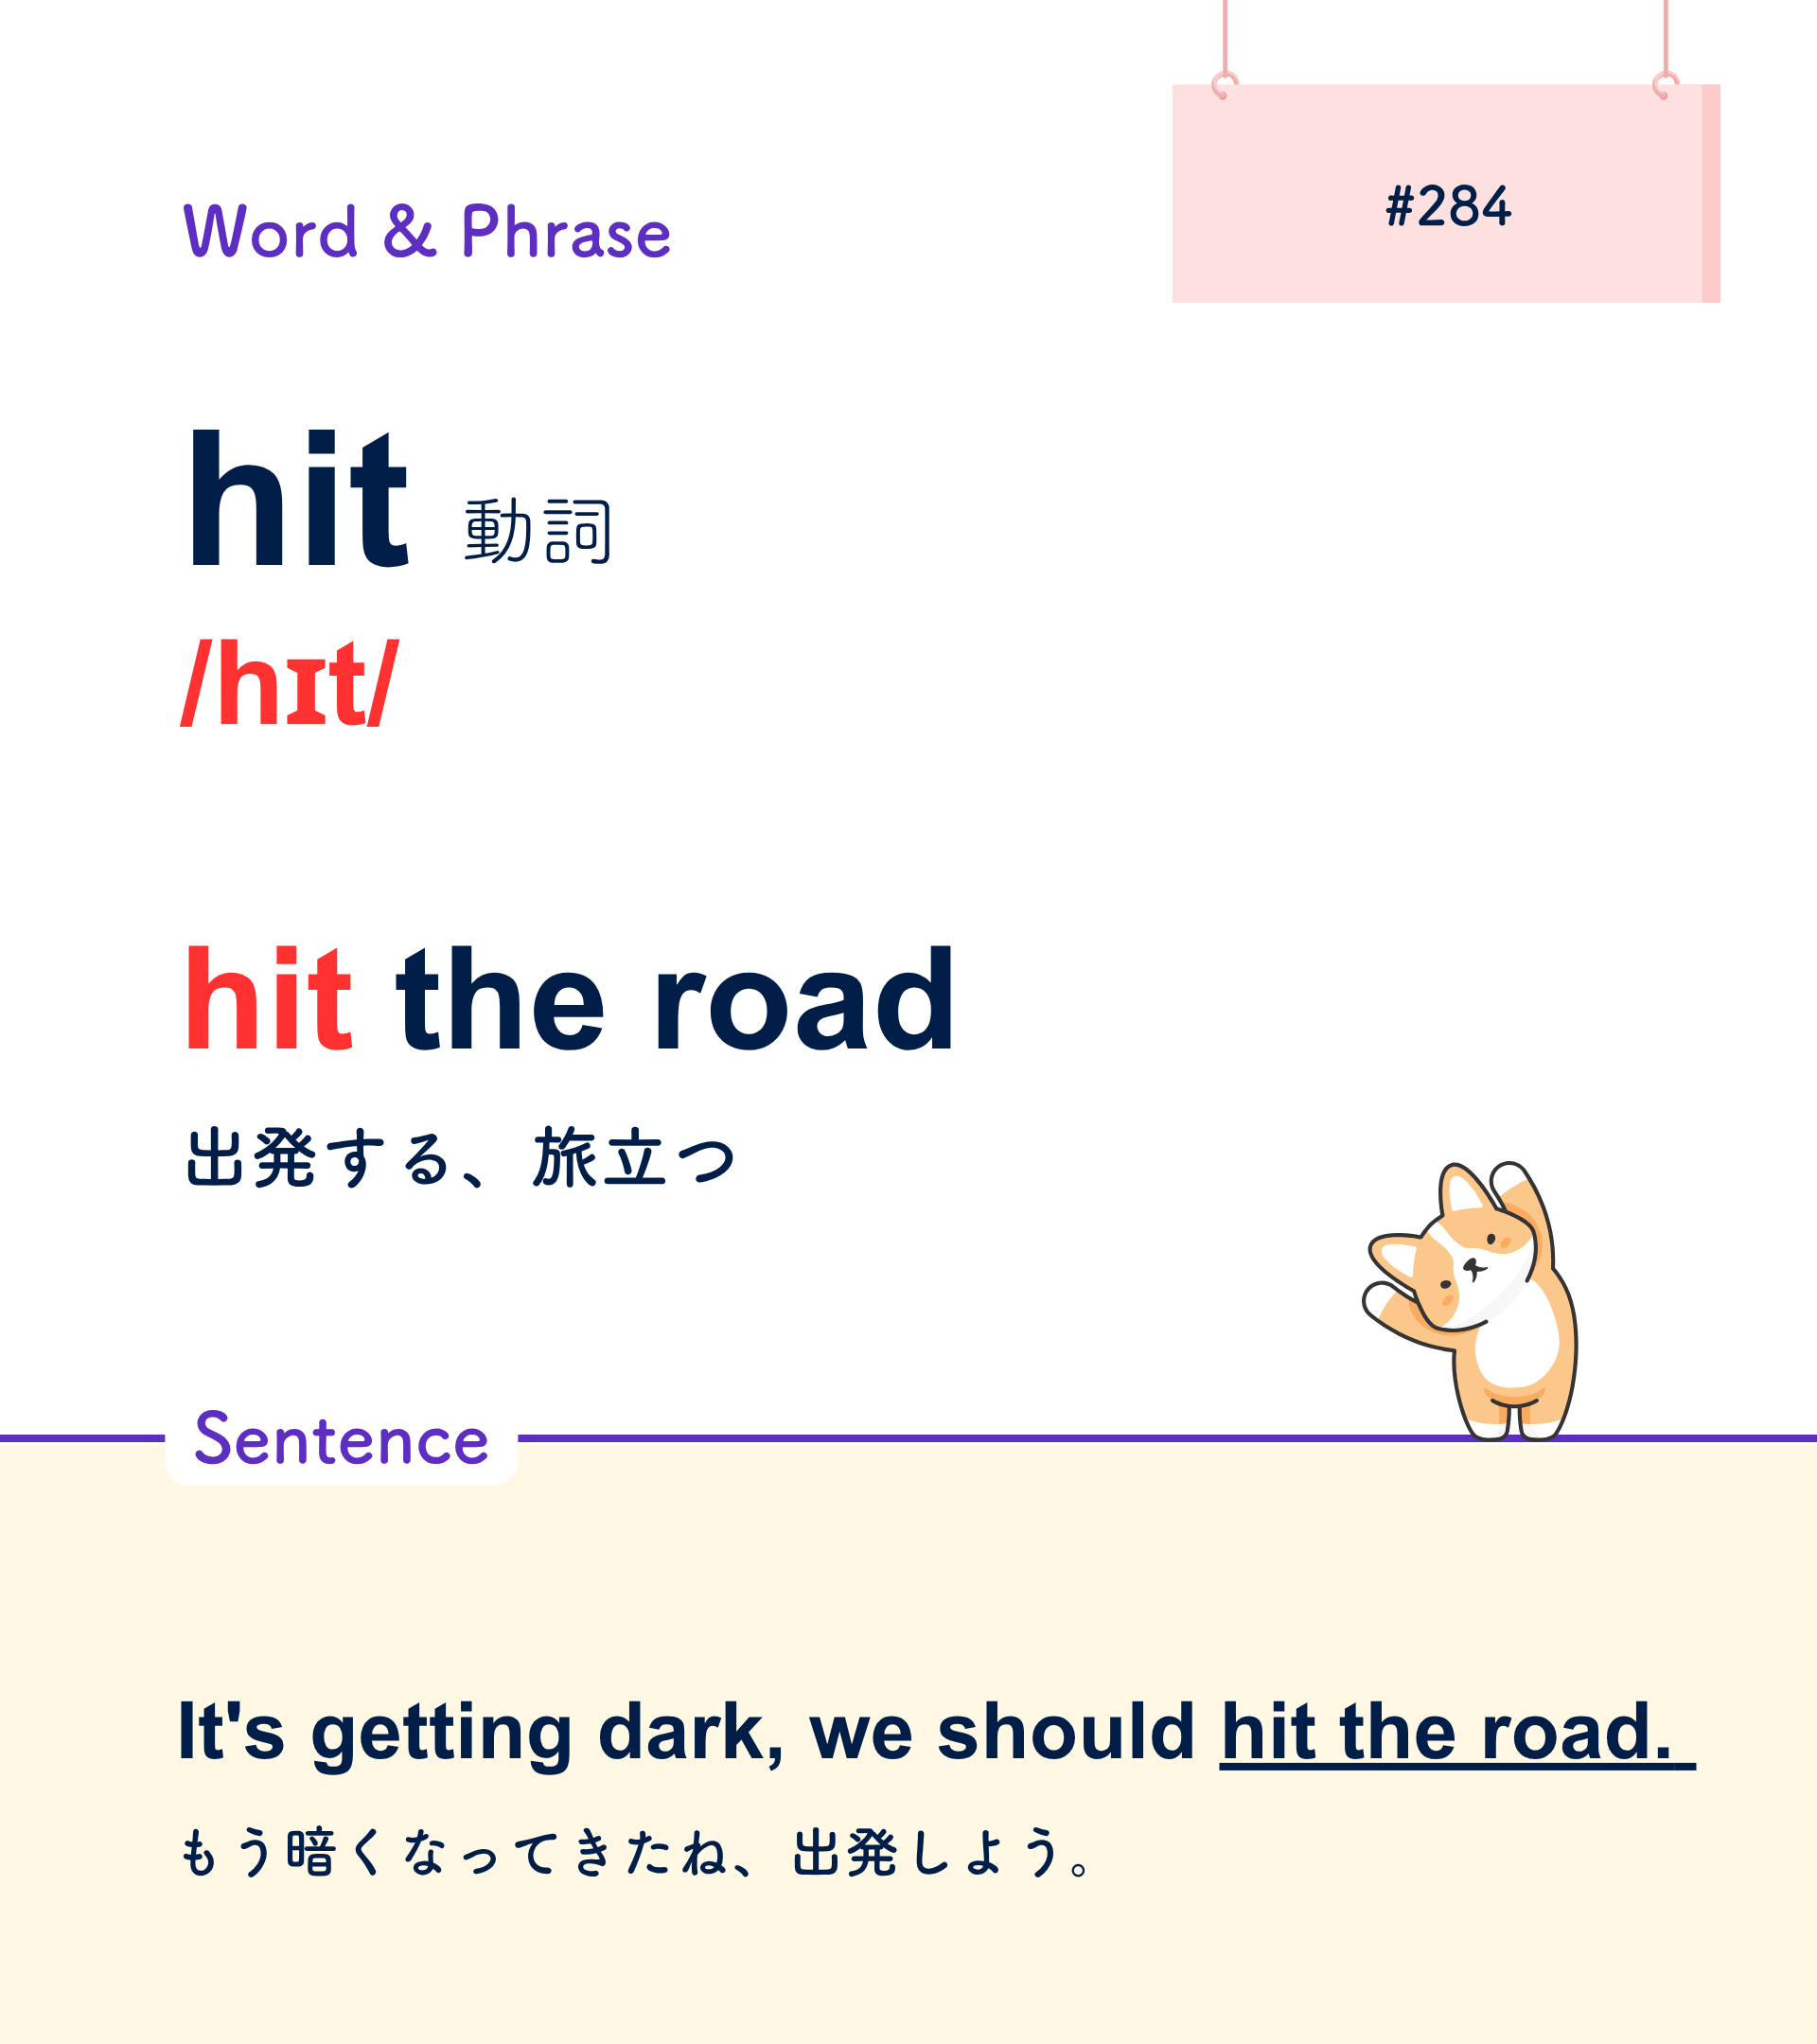 #284
Word & Phrase
hit 動詞
/hɪt/
hit the road
出発する、旅立つ
Sentence
It's getting dark, we should hit the road.
もう暗くなってきたね、出発しよう。